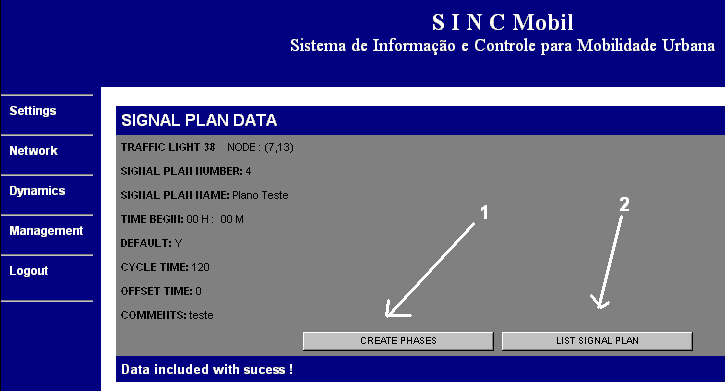 S I N C Mobil
Sistema de Informação e Controle para Mobilidade Urbana
Settings
Network
Dynamics
Management
Logout
SIGNAL PLAN DATA
TRAFFIC LIGHT 38 NODE : (7,13)
SIGNAL PLAN NUMBER: 4
SIGNAL PLAN NAME: Plano Teste
TIME BEGIN: 00 H : 00 M
DEFAULT: Y
CYCLE TIME: 120
OFFSET TIME: 0
COMMENTS: teste
1
2
CREATE PHASES
LIST SIGNAL PLAN
Data included with sucess !